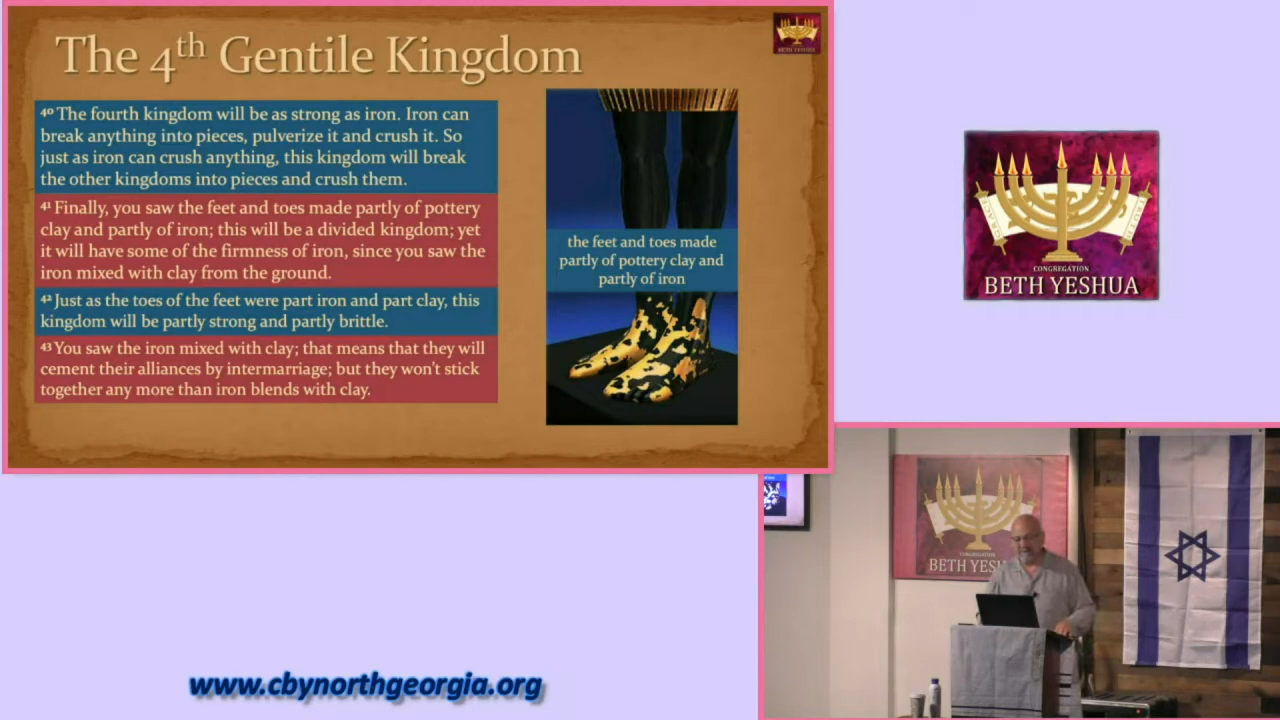 The 4th Gentile Kingdom
40 The fourth kingdom will be as strong as iron. Iron can
break anything into pieces, pulverize it and crush it. So
just as iron can crush anything, this kingdom will break
the other kingdoms into pieces and crush them.
41 Finally, you saw the feet and toes made partly of pottery
clay and partly of iron; this will be a divided kingdom; yet
it will have some of the firmness of iron, since you saw the
iron mixed with clay from the ground.
42 Just as the toes of the feet were part iron and part clay, this
kingdom will be partly strong and partly brittle.
43 You saw the iron mixed with clay; that means that they will
cement their alliances by intermarriage; but they won't stick
together any more than iron blends with clay.
the feet and toes made
partly of pottery clay and
partly of iron
BETH YESHUA
GRACE
TRUTH
CONGREGATION
BETH YESHUA
CONGREGATION
BETH YESH
www.cbynorthgeorgia.org